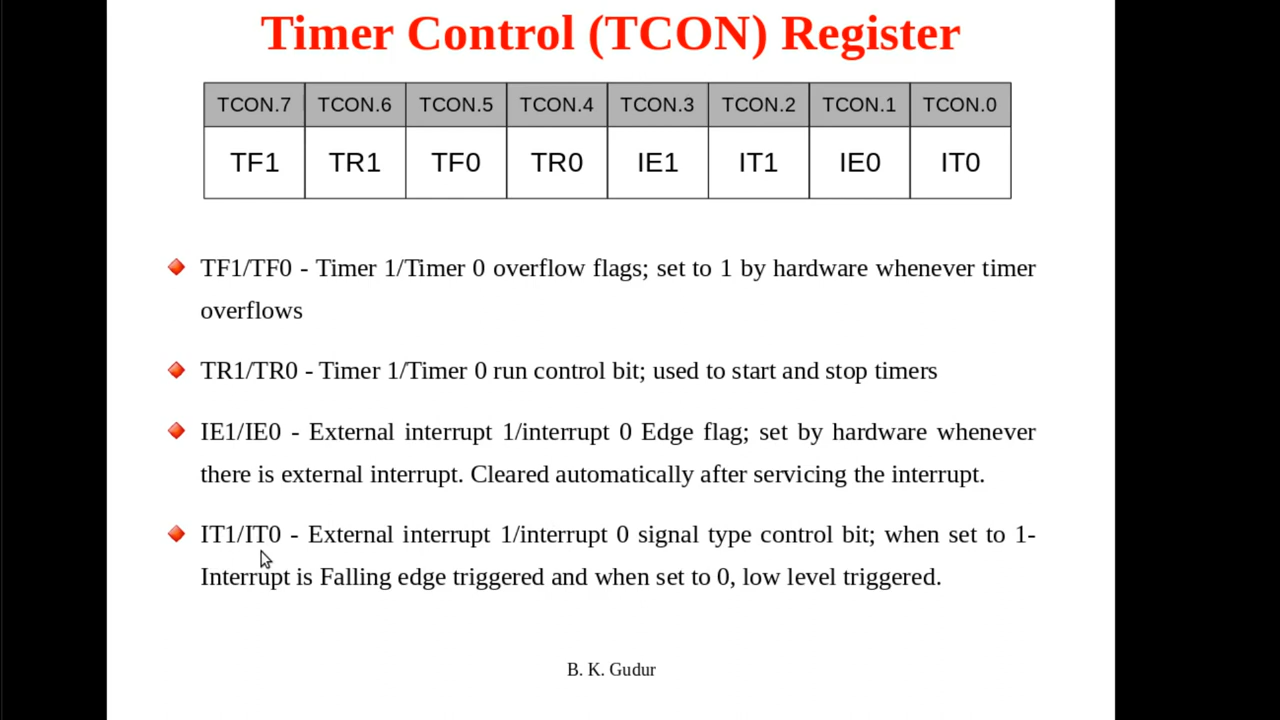 Timer Control (TCON) Register
TCON.7 TCON.6 TCON.5 TCON.4 TCON.3 TCON.2 TCON.1 TCON.0
TF1 TR1 TF0 TR0 IE1 IT1 IE0 IT0
TF1/TF0 - Timer 1/Timer 0 overflow flags; set to 1 by hardware whenever timer
overflows
TR1/TR0 - Timer 1/Timer 0 run control bit; used to start and stop timers
IE1/IE0 - External interrupt 1/interrupt 0 Edge flag; set by hardware whenever
there is external interrupt. Cleared automatically after servicing the interrupt.
IT1/IT0 - External interrupt 1/interrupt 0 signal type control bit; when set to 1-
Interrupt is Falling edge triggered and when set to 0, low level triggered.
B. K. Gudur